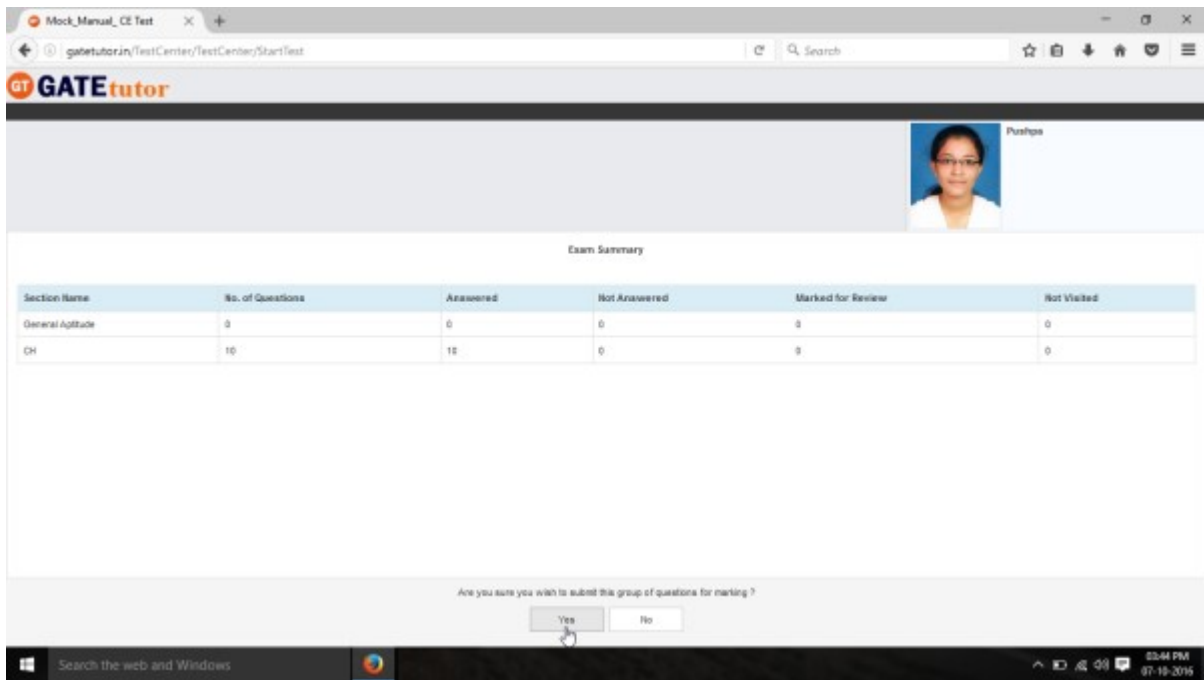 Mock_Manual_ CE Test
gatetutor.in/TestCenter/TestCenter/StartTest
Search
GT GATEtutor
Pushpa
Exam Summary
Section Name No. of Questions Answered Not Answered Marked for Review Not Visited
General Aptitude 0 0 0 0 0
CH 10 10 0 0 0
Are you sure you wish to submit this group of questions for marking ?
Yes No
Search the web and Windows
03:44 PM
07-10-2016